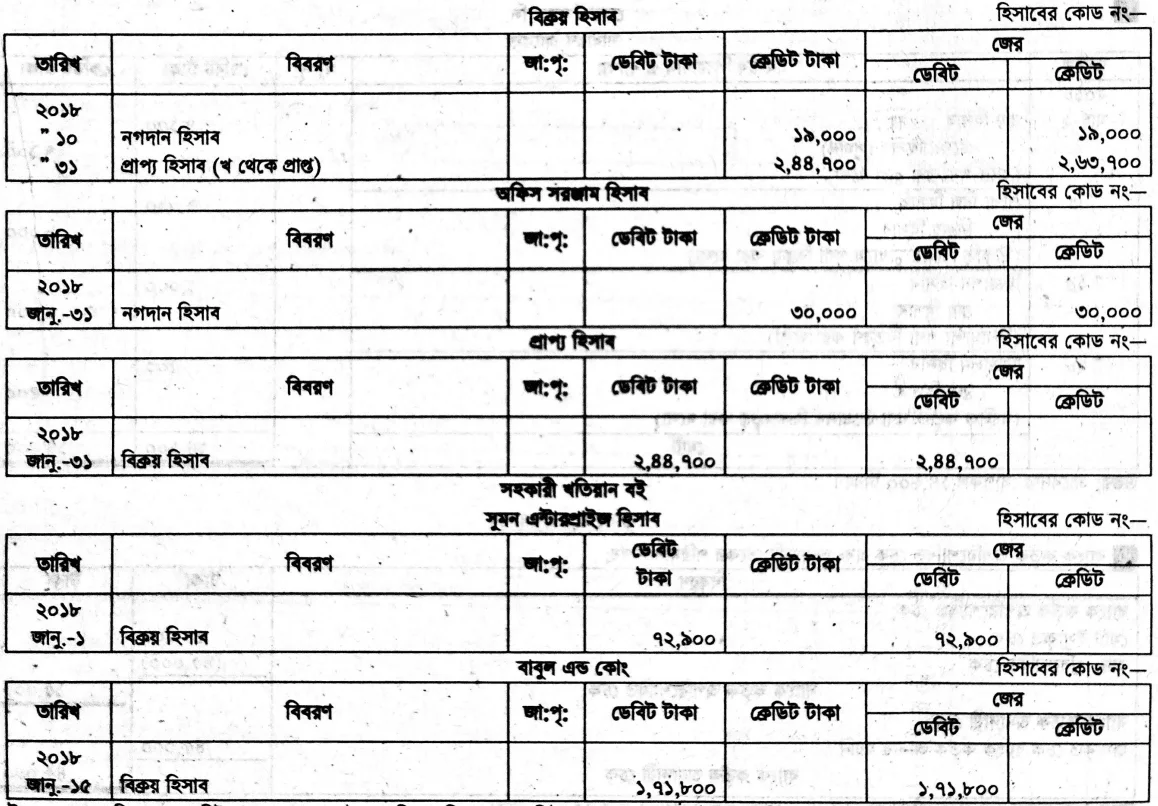 বিক্রয় হিসাব হিসাবের কোড নং—
তারিখ বিবরণ জা:পৃ: ডেবিট টাকা ক্রেডিট টাকা জের
ডেবিট ক্রেডিট
২০১৮
" ১০ নগদান হিসাব ১৯,০০০ ১৯,০০০
" ৩১ প্রাপ্য হিসাব (খ থেকে প্রাপ্ত) ২,৪৪,৭০০ ২,৬৩,৭০০
অফিস সরঞ্জাম হিসাব হিসাবের কোড নং—
তারিখ বিবরণ জা:পৃ: ডেবিট টাকা ক্রেডিট টাকা জের
ডেবিট ক্রেডিট
২০১৮
জানু.-৩১ নগদান হিসাব ৩০,০০০ ৩০,০০০
প্রাপ্য হিসাব হিসাবের কোড নং—
তারিখ বিবরণ জা:পৃ: ডেবিট টাকা ক্রেডিট টাকা জের
ডেবিট ক্রেডিট
২০১৮
জানু.-৩১ বিক্রয় হিসাব ২,৪৪,৭০০ ২,৪৪,৭০০
সহকারী খতিয়ান বই
সুমন এন্টারপ্রাইজ হিসাব হিসাবের কোড নং—
তারিখ বিবরণ জা:পৃ: ডেবিট টাকা ক্রেডিট টাকা জের
ডেবিট ক্রেডিট
২০১৮
জানু.-১ বিক্রয় হিসাব ৭২,৯০০ ৭২,৯০০
বাবুল এন্ড কোং হিসাবের কোড নং—
তারিখ বিবরণ জা:পৃ: ডেবিট টাকা ক্রেডিট টাকা জের
ডেবিট ক্রেডিট
২০১৮
জানু.-১৫ বিক্রয় হিসাব ১,৭১,৮০০ ১,৭১,৮০০